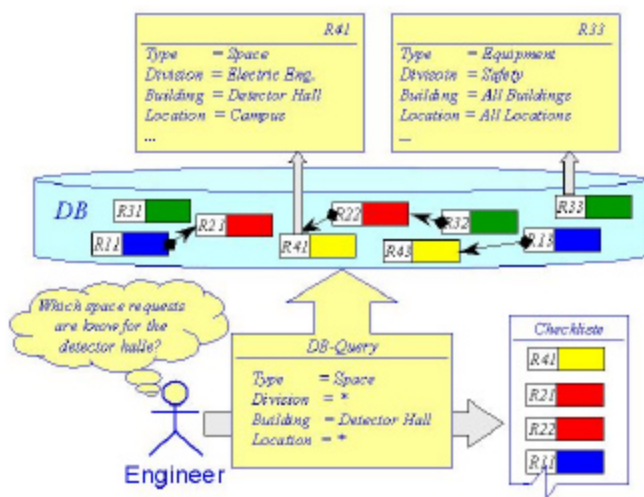 R41
Type = Space
Division = Electric Eng.
Building = Detector Hall
Location = Campus
...
R33
Type = Equipment
Divisoin = Safety
Building = All Buildings
Location = All Locations
...
DB
R31
R21
R11
R41
R22
R32
R43
R13
R33
Which space requests
are know for the
detector halle?
Engineer
DB-Query
Type = Space
Division = *
Building = Detector Hall
Location = *
Checkliste
R41
R21
R22
R11